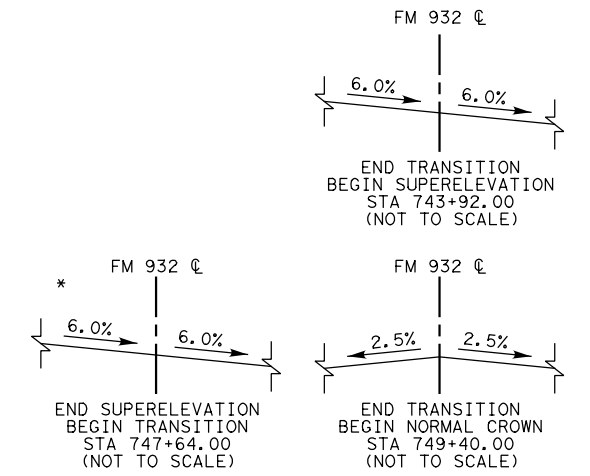 FM 932 ℄
6.0% 6.0%
END TRANSITION
BEGIN SUPERELEVATION
STA 743+92.00
(NOT TO SCALE)
*
FM 932 ℄
6.0% 6.0%
END SUPERELEVATION
BEGIN TRANSITION
STA 747+64.00
(NOT TO SCALE)
FM 932 ℄
2.5% 2.5%
END TRANSITION
BEGIN NORMAL CROWN
STA 749+40.00
(NOT TO SCALE)